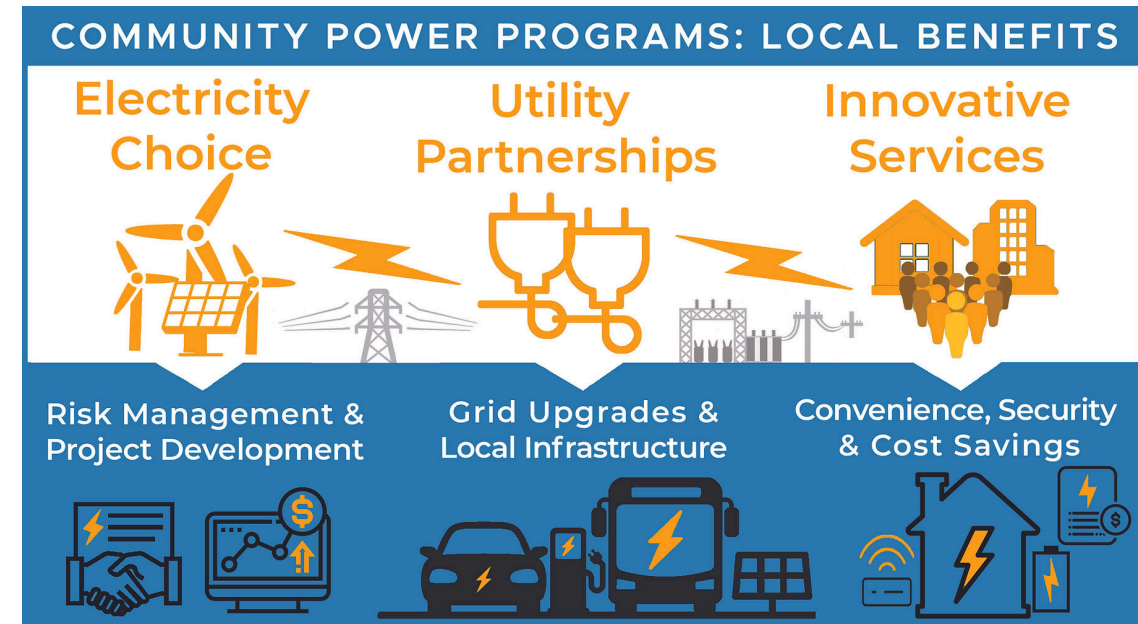 COMMUNITY POWER PROGRAMS: LOCAL BENEFITS
Electricity
Choice
Utility
Partnerships
Innovative
Services
Risk Management &
Project Development
Grid Upgrades &
Local Infrastructure
Convenience, Security
& Cost Savings
$
$